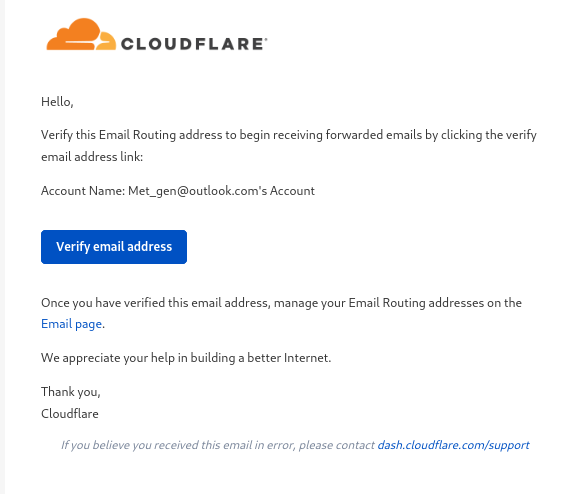 CLOUDFLARE
Hello,
Verify this Email Routing address to begin receiving forwarded emails by clicking the verify
email address link:
Account Name: Met_gen@outlook.com's Account
Verify email address
Once you have verified this email address, manage your Email Routing addresses on the
Email page.
We appreciate your help in building a better Internet.
Thank you,
Cloudflare
If you believe you received this email in error, please contact dash.cloudflare.com/support